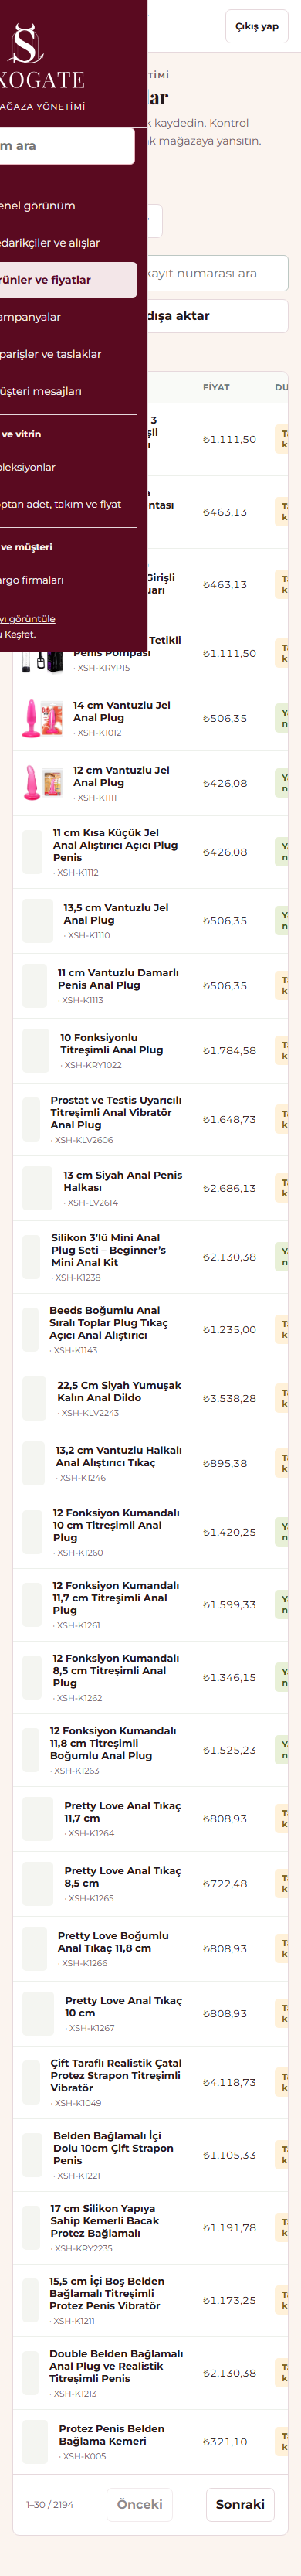 XOGATE
MAĞAZA YÖNETİMİ
Çıkış yap
ara
enel görünüm
edarikçiler ve alışlar
rünler ve fiyatlar
ampanyalar
parişler ve taslaklar
üşteri mesajları
ve vitrin
oleksiyonlar
ptan adet, takım ve fiyat
ve müşteri
argo firmaları
yı görüntüle
Keşfet.
TİMİ
lar
k kaydedin. Kontrol
k mağazaya yansıtın.
kayıt numarası ara
dışa aktar
FİYAT
DU
3
₺1.111,50
ntası
₺463,13
Girişli
uarı
₺463,13
Tetikli
Penis Pompası
· XSH-KRYP15
₺1.111,50
14 cm Vantuzlu Jel
Anal Plug
· XSH-K1012
₺506,35
12 cm Vantuzlu Jel
Anal Plug
· XSH-K1111
₺426,08
11 cm Kısa Küçük Jel
Anal Alıştırıcı Açıcı Plug
Penis
· XSH-K1112
₺426,08
13,5 cm Vantuzlu Jel
Anal Plug
· XSH-K1110
₺506,35
11 cm Vantuzlu Damarlı
Penis Anal Plug
· XSH-K1113
₺506,35
10 Fonksiyonlu
Titreşimli Anal Plug
· XSH-KRY1022
₺1.784,58
Prostat ve Testis Uyarıcılı
Titreşimli Anal Vibratör
Anal Plug
· XSH-KLV2606
₺1.648,73
13 cm Siyah Anal Penis
Halkası
· XSH-LV2614
₺2.686,13
Silikon 3’lü Mini Anal
Plug Seti – Beginner’s
Mini Anal Kit
· XSH-K1238
₺2.130,38
Beeds Boğumlu Anal
Sıralı Toplar Plug Tıkaç
Açıcı Anal Alıştırıcı
· XSH-K1143
₺1.235,00
22,5 Cm Siyah Yumuşak
Kalın Anal Dildo
· XSH-KLV2243
₺3.538,28
13,2 cm Vantuzlu Halkalı
Anal Alıştırıcı Tıkaç
· XSH-K1246
₺895,38
12 Fonksiyon Kumandalı
10 cm Titreşimli Anal
Plug
· XSH-K1260
₺1.420,25
12 Fonksiyon Kumandalı
11,7 cm Titreşimli Anal
Plug
· XSH-K1261
₺1.599,33
12 Fonksiyon Kumandalı
8,5 cm Titreşimli Anal
Plug
· XSH-K1262
₺1.346,15
12 Fonksiyon Kumandalı
11,8 cm Titreşimli
Boğumlu Anal Plug
· XSH-K1263
₺1.525,23
Pretty Love Anal Tıkaç
11,7 cm
· XSH-K1264
₺808,93
Pretty Love Anal Tıkaç
8,5 cm
· XSH-K1265
₺722,48
Pretty Love Boğumlu
Anal Tıkaç 11,8 cm
· XSH-K1266
₺808,93
Pretty Love Anal Tıkaç
10 cm
· XSH-K1267
₺808,93
Çift Taraflı Realistik Çatal
Protez Strapon Titreşimli
Vibratör
· XSH-K1049
₺4.118,73
Belden Bağlamalı İçi
Dolu 10cm Çift Strapon
Penis
· XSH-K1221
₺1.105,33
17 cm Silikon Yapıya
Sahip Kemerli Bacak
Protez Bağlamalı
· XSH-KRY2235
₺1.191,78
15,5 cm İçi Boş Belden
Bağlamalı Titreşimli
Protez Penis Vibratör
· XSH-K1211
₺1.173,25
Double Belden Bağlamalı
Anal Plug ve Realistik
Titreşimli Penis
· XSH-K1213
₺2.130,38
Protez Penis Belden
Bağlama Kemeri
· XSH-K005
₺321,10
1–30 / 2194
Önceki
Sonraki